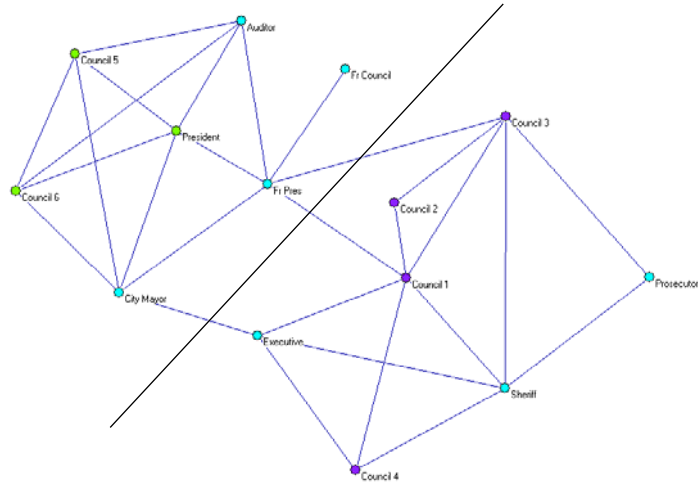 Auditor
Council 5
Fr Council
Council 3
President
Council 6
Fr Pres
Council 2
Council 1
Prosecutor
City Mayor
Executive
Sheriff
Council 4